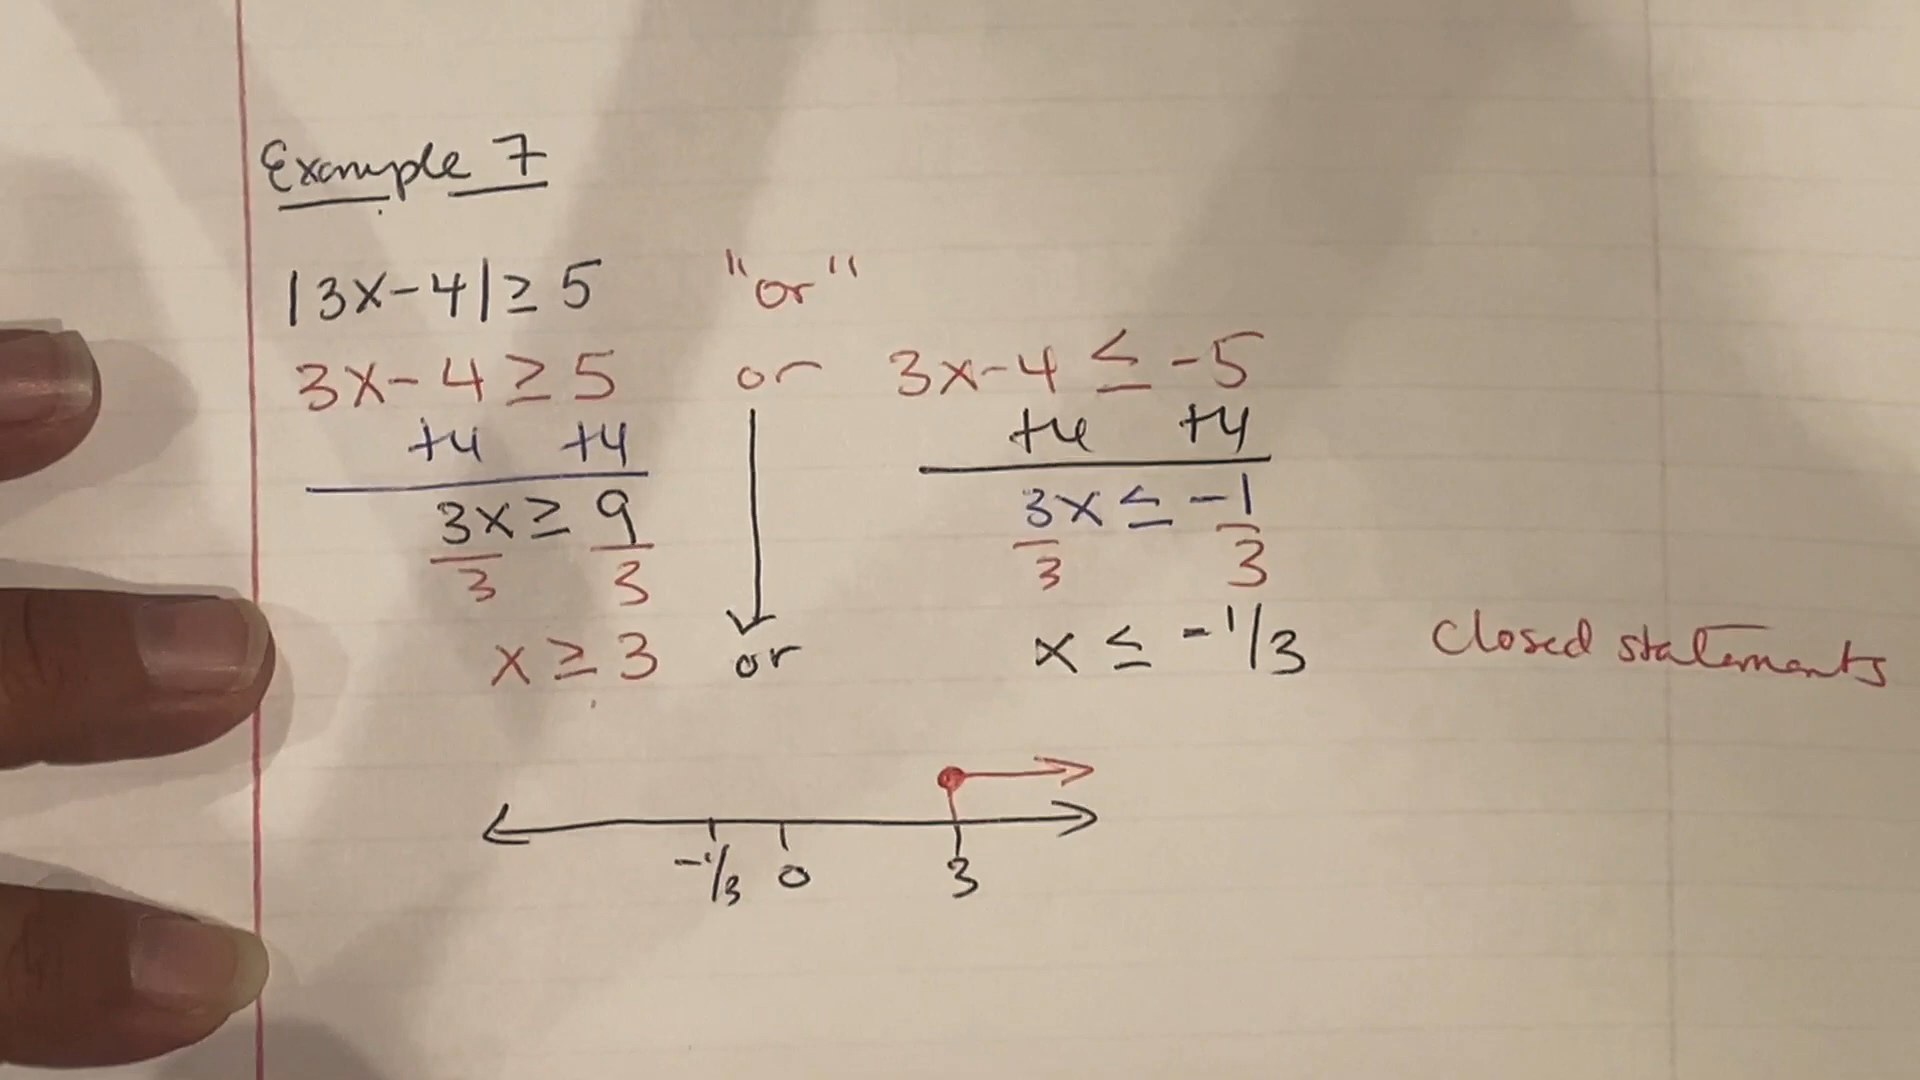 Example 7
|3x-4| ≥ 5 "or"
3x-4 ≥ 5 or 3x-4 ≤ -5
+4 +4 +4 +4
3x ≥ 9 3x ≤ -1
3 3 3 3
x ≥ 3 or x ≤ -1/3 closed statements
-1/3 0 3